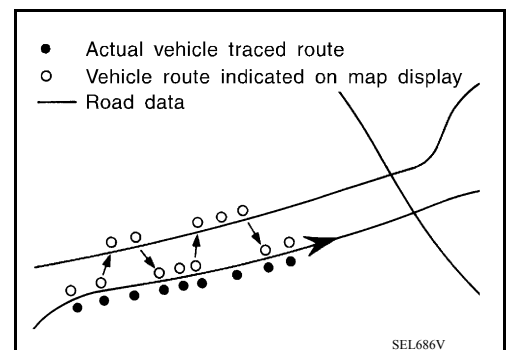 Actual vehicle traced route
Vehicle route indicated on map display
Road data
SEL686V